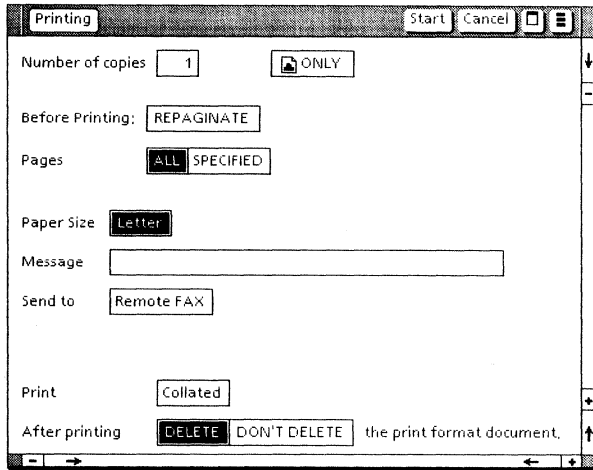 Printing Start Cancel
Number of copies 1 ONLY
Before Printing: REPAGINATE
Pages ALL SPECIFIED
Paper Size Letter
Message
Send to Remote FAX
Print Collated
After printing DELETE DON'T DELETE the print format document.